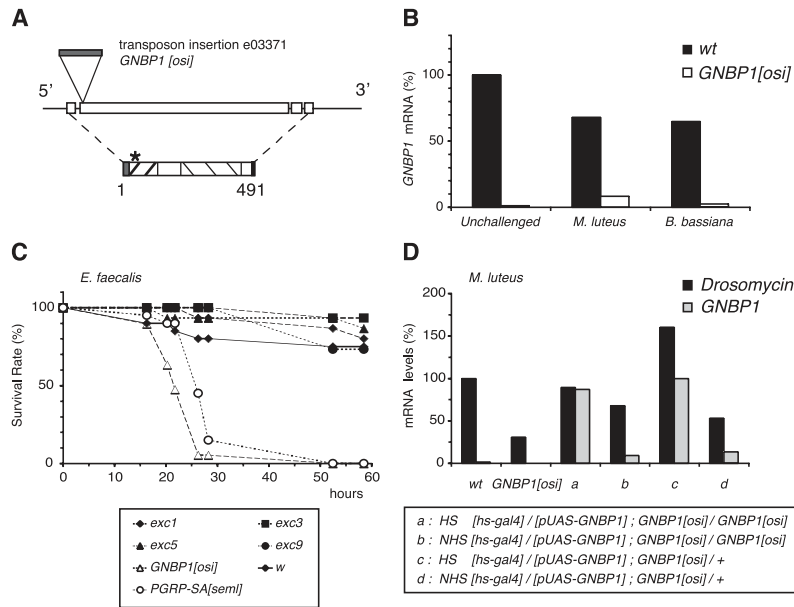 A
transposon insertion e03371
GNBP1 [osi]
5’
3’
*
1
491
B
wt
GNBP1[osi]
GNBP1 mRNA (%)
100
50
0
Unchallenged
M. luteus
B. bassiana
C
E. faecalis
Survival Rate (%)
100
50
0
0
10
20
30
40
50
60
hours
exc1
exc3
exc5
exc9
GNBP1[osi]
w
PGRP-SA[seml]
D
M. luteus
Drosomycin
GNBP1
mRNA levels (%)
200
150
100
50
0
wt
GNBP1[osi]
a
b
c
d
a : HS [hs-gal4] / [pUAS-GNBP1] ; GNBP1[osi] / GNBP1[osi]
b : NHS [hs-gal4] / [pUAS-GNBP1] ; GNBP1[osi] / GNBP1[osi]
c : HS [hs-gal4] / [pUAS-GNBP1] ; GNBP1[osi] / +
d : NHS [hs-gal4] / [pUAS-GNBP1] ; GNBP1[osi] / +